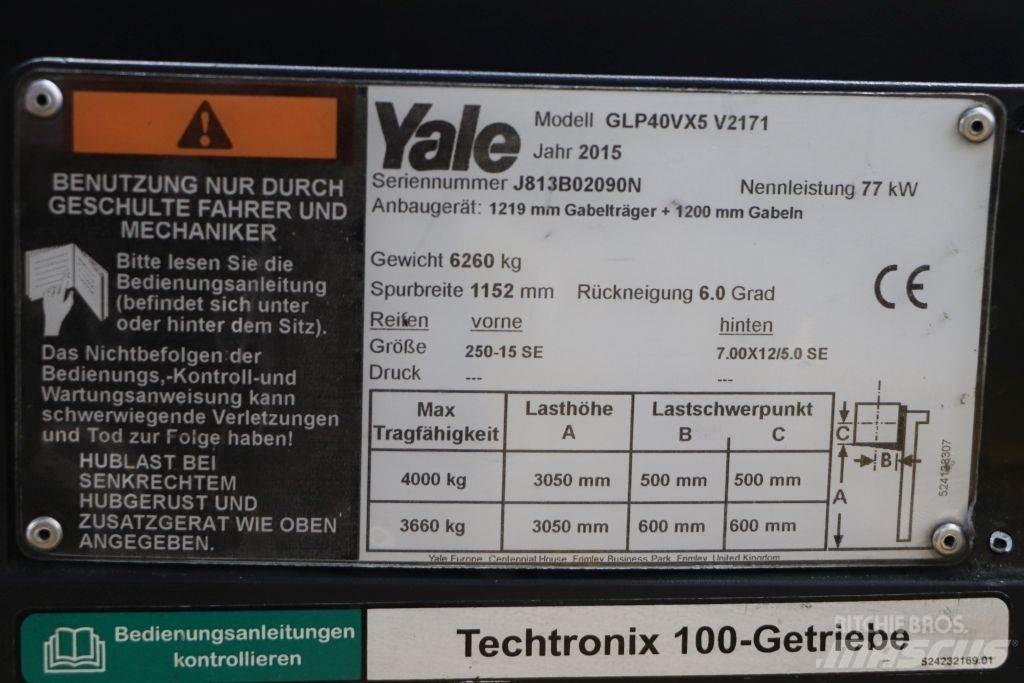 BENUTZUNG NUR DURCH
GESCHULTE FAHRER UND
MECHANIKER
Bitte lesen Sie die
Bedienungsanleitung
(befindet sich unter
oder hinter dem Sitz).
Das Nichtbefolgen der
Bedienungs,-Kontroll-und
Wartungsanweisung kann
schwerwiegende Verletzungen
und Tod zur Folge haben!
HUBLAST BEI
SENKRECHTEM
HUBGERUST UND
ZUSATZGERAT WIE OBEN
ANGEGEBEN.
Yale Modell GLP40VX5 V2171
Jahr 2015
Seriennummer J813B02090N Nennleistung 77 kW
Anbaugerät: 1219 mm Gabelträger + 1200 mm Gabeln
Gewicht 6260 kg
Spurbreite 1152 mm Rückneigung 6.0 Grad
CE
Reifen vorne hinten
Größe 250-15 SE 7.00X12/5.0 SE
Druck --- ---
Max Lasthöhe Lastschwerpunkt
Tragfähigkeit A B C
4000 kg 3050 mm 500 mm 500 mm
3660 kg 3050 mm 600 mm 600 mm
C
B
A
524138307
Yale Europe, Centennial House, Frimley Business Park, Frimley, United Kingdom
Bedienungsanleitungen
kontrollieren
Techtronix 100-Getriebe
524232169.01
RITCHIE BROS.
MASCUS